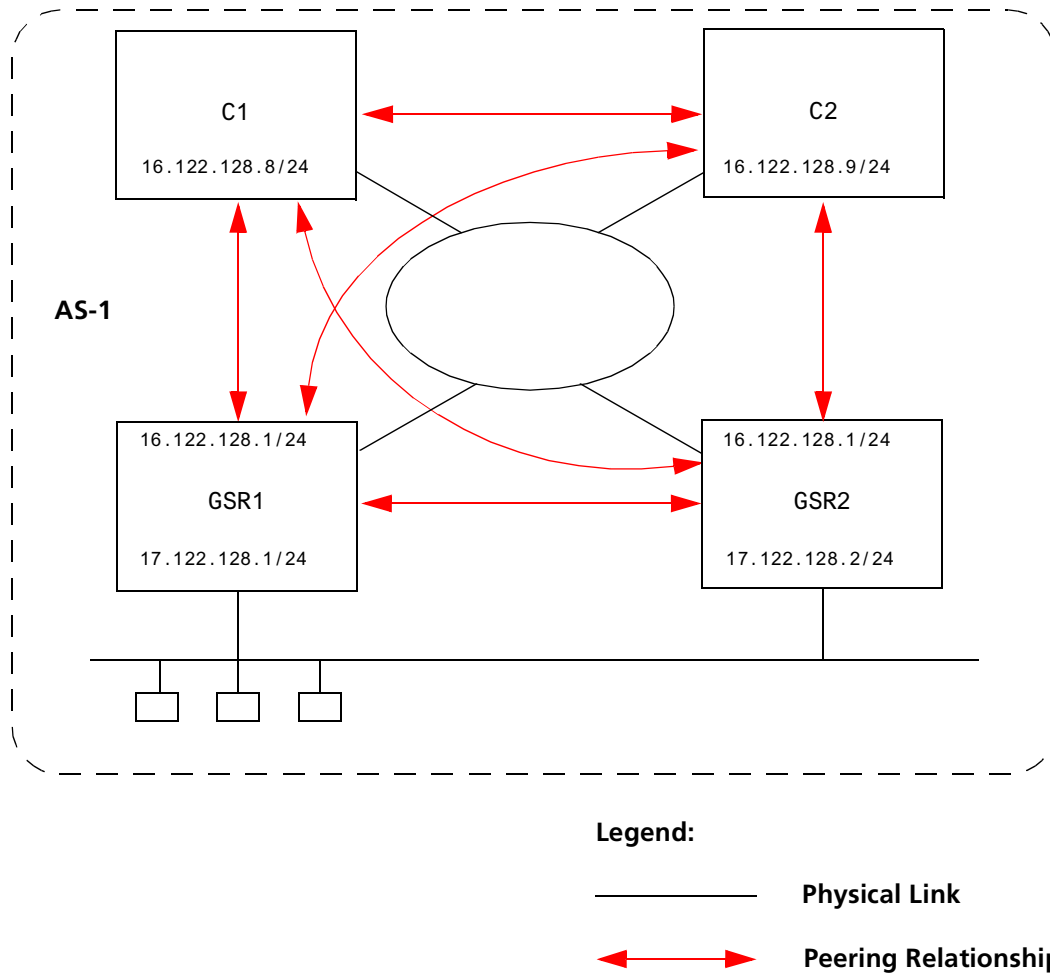 C1
16.122.128.8/24
C2
16.122.128.9/24
AS-1
16.122.128.1/24
GSR1
17.122.128.1/24
16.122.128.1/24
GSR2
17.122.128.2/24
Legend:
Physical Link
Peering Relationship